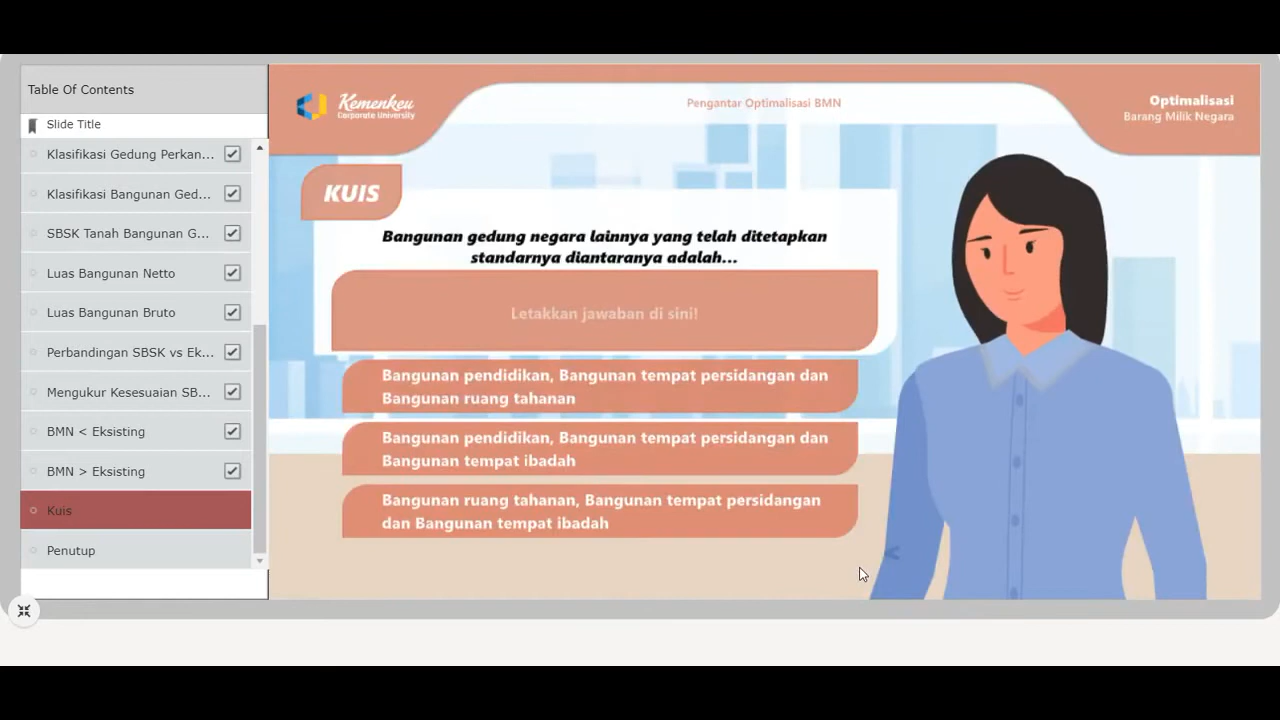 Table Of Contents
Slide Title
Klasifikasi Gedung Perkan...
Klasifikasi Bangunan Ged...
SBSK Tanah Bangunan G...
Luas Bangunan Netto
Luas Bangunan Bruto
Perbandingan SBSK vs Ek...
Mengukur Kesesuaian SB...
BMN < Eksisting
BMN > Eksisting
Kuis
Penutup
Kemenkeu
Corporate University
Pengantar Optimalisasi BMN
Optimalisasi
Barang Milik Negara
KUIS
Bangunan gedung negara lainnya yang telah ditetapkan
standarnya diantaranya adalah...
Letakkan jawaban di sini!
Bangunan pendidikan, Bangunan tempat persidangan dan
Bangunan ruang tahanan
Bangunan pendidikan, Bangunan tempat persidangan dan
Bangunan tempat ibadah
Bangunan ruang tahanan, Bangunan tempat persidangan
dan Bangunan tempat ibadah